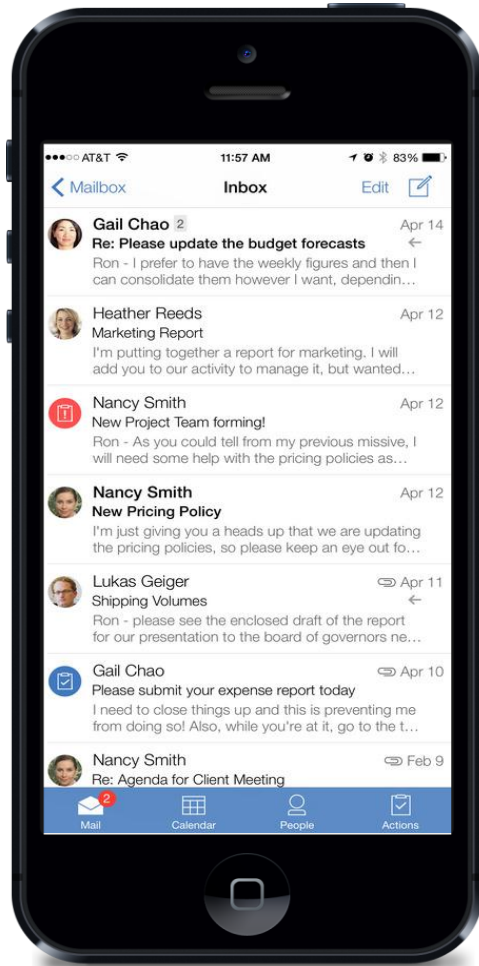 AT&T 11:57 AM 83%
Mailbox Inbox Edit
Gail Chao 2 Apr 14
Re: Please update the budget forecasts
Ron - I prefer to have the weekly figures and then I
can consolidate them however I want, dependin...
Heather Reeds Apr 12
Marketing Report
I'm putting together a report for marketing. I will
add you to our activity to manage it, but wanted...
Nancy Smith Apr 12
New Project Team forming!
Ron - As you could tell from my previous missive, I
will need some help with the pricing policies as...
Nancy Smith Apr 12
New Pricing Policy
I'm just giving you a heads up that we are updating
the pricing policies, so please keep an eye out fo...
Lukas Geiger Apr 11
Shipping Volumes
Ron - please see the enclosed draft of the report
for our presentation to the board of governors ne...
Gail Chao Apr 10
Please submit your expense report today
I need to close things up and this is preventing me
from doing so! Also, while you're at it, go to the t...
Nancy Smith Feb 9
Re: Agenda for Client Meeting
2
Mail Calendar People Actions